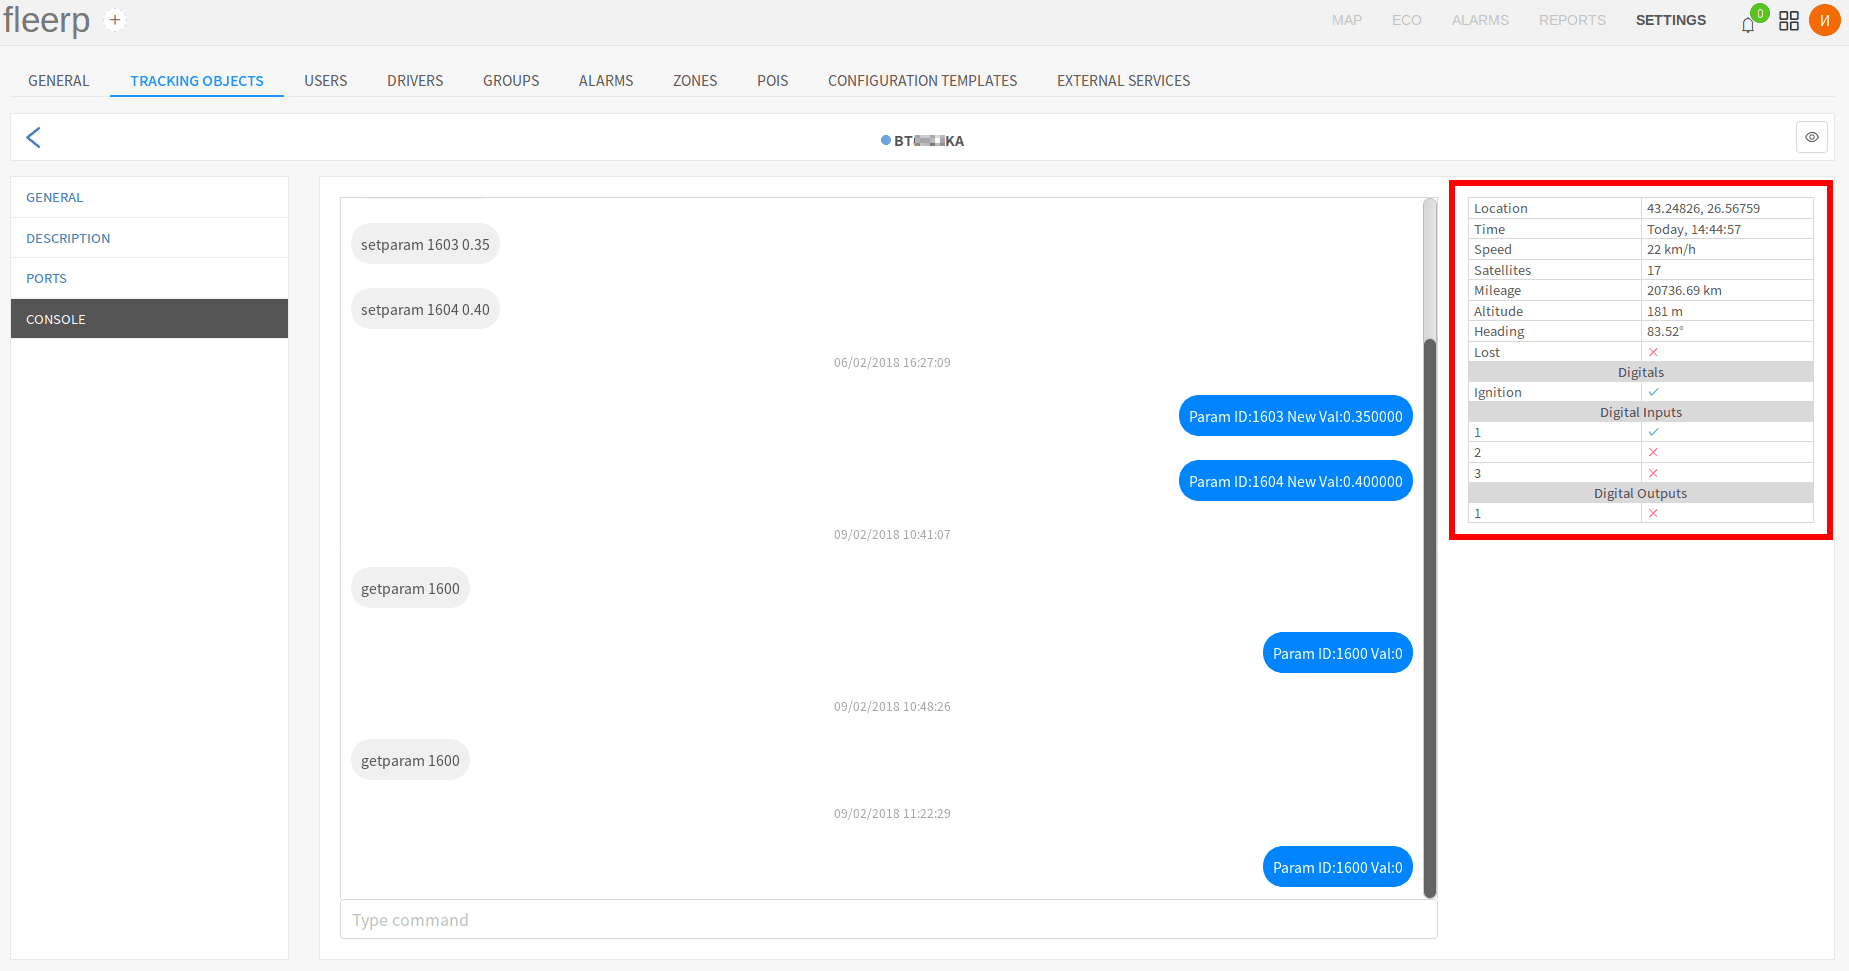 fleerp +
MAP ECO ALARMS REPORTS SETTINGS 0 И
GENERAL TRACKING OBJECTS USERS DRIVERS GROUPS ALARMS ZONES POIS CONFIGURATION TEMPLATES EXTERNAL SERVICES
BT KA
GENERAL
DESCRIPTION
PORTS
CONSOLE
setparam 1603 0.35
setparam 1604 0.40
06/02/2018 16:27:09
Param ID:1603 New Val:0.350000
Param ID:1604 New Val:0.400000
09/02/2018 10:41:07
getparam 1600
Param ID:1600 Val:0
09/02/2018 10:48:26
getparam 1600
09/02/2018 11:22:29
Param ID:1600 Val:0
Type command
Location 43.24826, 26.56759
Time Today, 14:44:57
Speed 22 km/h
Satellites 17
Mileage 20736.69 km
Altitude 181 m
Heading 83.52°
Lost
Digitals
Ignition
Digital Inputs
1
2
3
Digital Outputs
1